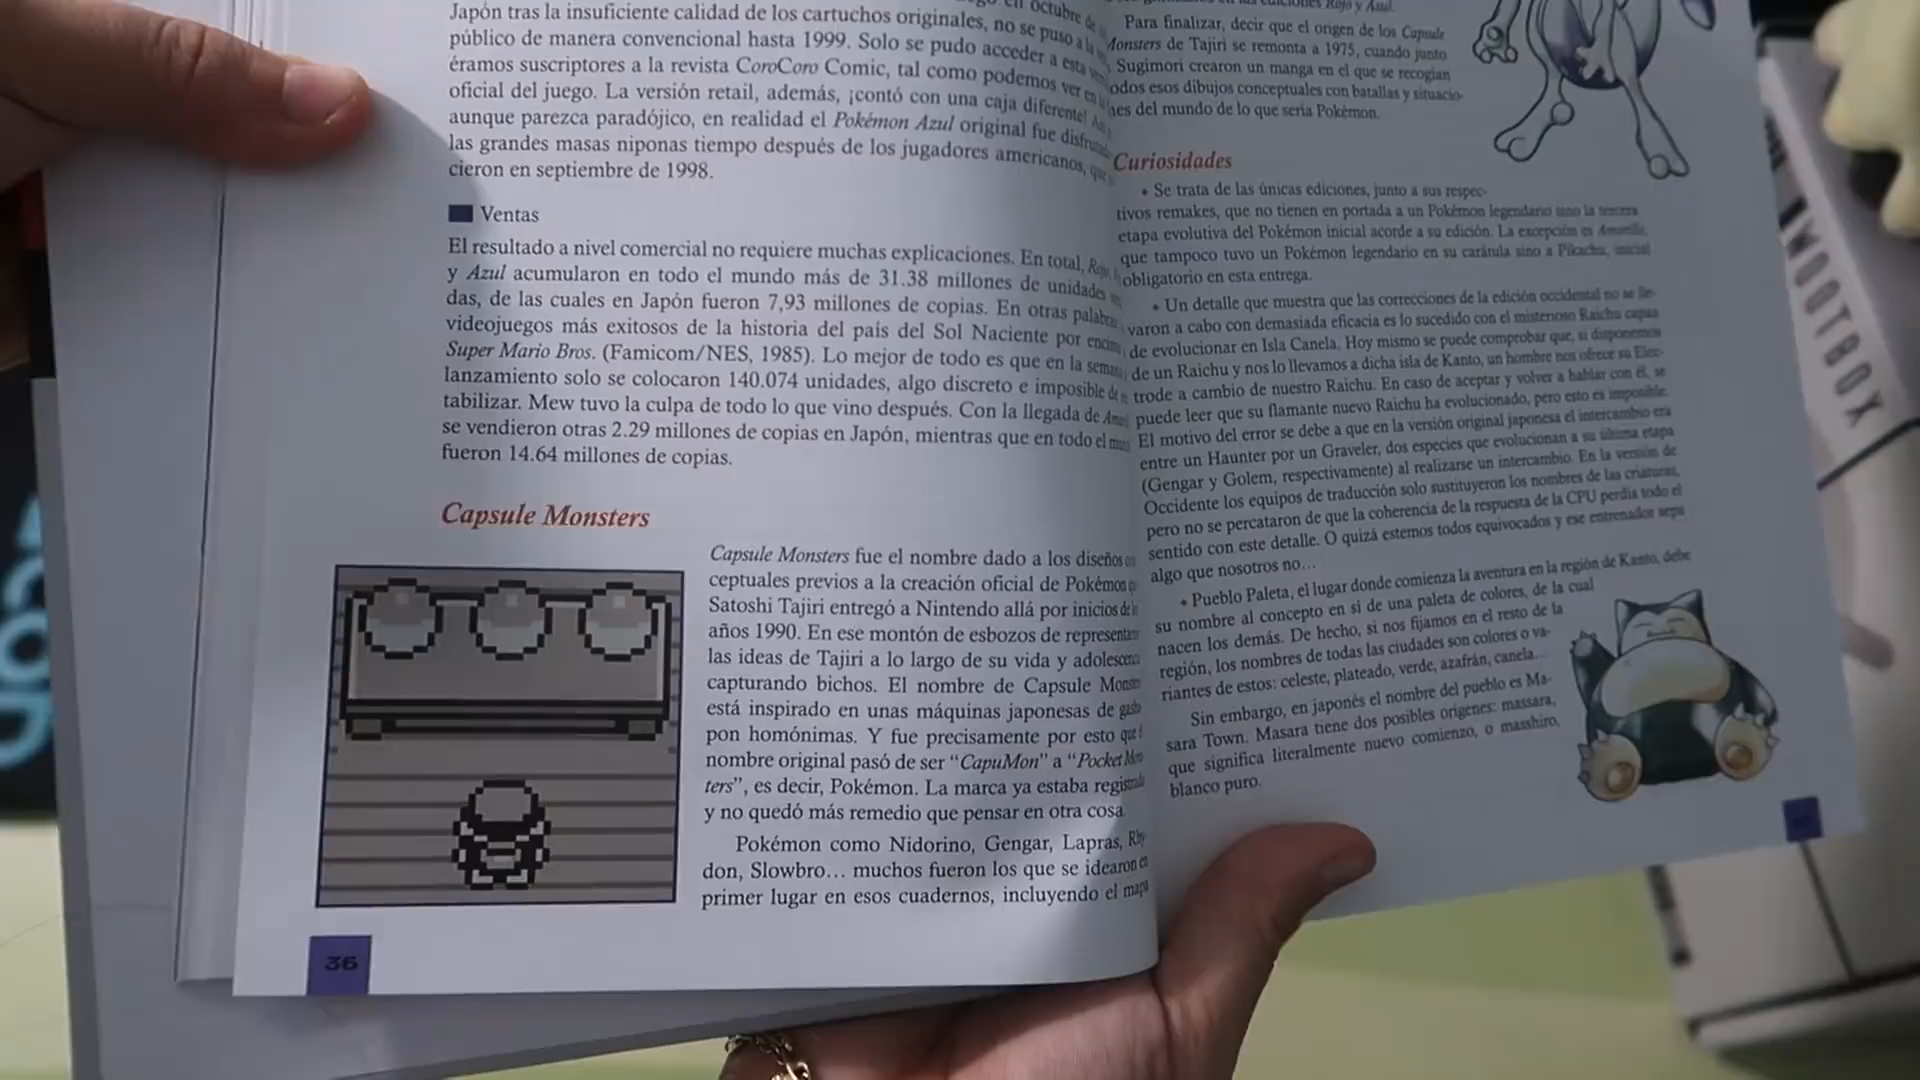 Japón tras la insuficiente calidad de los cartuchos originales, no se puso a la
público de manera convencional hasta 1999. Solo se pudo acceder a esta
éramos suscriptores a la revista CoroCoro Comic, tal como podemos ver en
oficial del juego. La versión retail, además, ¡contó con una caja diferente!
aunque parezca paradójico, en realidad el Pokémon Azul original fue
las grandes masas niponas tiempo después de los jugadores americanos,
cieron en septiembre de 1998.
Ventas
El resultado a nivel comercial no requiere muchas explicaciones. En total,
y Azul acumularon en todo el mundo más de 31.38 millones de unidades
das, de las cuales en Japón fueron 7,93 millones de copias. En otras
videojuegos más exitosos de la historia del país del Sol Naciente por
Super Mario Bros. (Famicom/NES, 1985). Lo mejor de todo es que en la
lanzamiento solo se colocaron 140.074 unidades, algo discreto e imposible
tabilizar. Mew tuvo la culpa de todo lo que vino después. Con la llegada de
se vendieron otras 2.29 millones de copias en Japón, mientras que en todo el
fueron 14.64 millones de copias.
Capsule Monsters
Capsule Monsters fue el nombre dado a los diseños
ceptuales previos a la creación oficial de Pokémon
Satoshi Tajiri entregó a Nintendo allá por inicios de
años 1990. En ese montón de esbozos de
las ideas de Tajiri a lo largo de su vida y
capturando bichos. El nombre de Capsule
está inspirado en unas máquinas japonesas de
pon homónimas. Y fue precisamente por esto que
nombre original pasó de ser “CapuMon” a “Pocket
ters”, es decir, Pokémon. La marca ya estaba
y no quedó más remedio que pensar en otra cosa.
Pokémon como Nidorino, Gengar, Lapras, Rhy-
don, Slowbro… muchos fueron los que se idearon en
primer lugar en esos cuadernos, incluyendo el mapa
36
Rojo y Azul.
Para finalizar, decir que el origen de los Capsule
Monsters de Tajiri se remonta a 1975, cuando junto
Sugimori crearon un manga en el que se recogían
odos esos dibujos conceptuales con batallas y situacio-
nes del mundo de lo que sería Pokémon.
Curiosidades
• Se trata de las únicas ediciones, junto a sus respec-
tivos remakes, que no tienen en portada a un Pokémon legendario sino la tercera
etapa evolutiva del Pokémon inicial acorde a su edición. La excepción es Amarilla,
que tampoco tuvo un Pokémon legendario en su carátula sino a Pikachu, inicial
obligatorio en esta entrega.
• Un detalle que muestra que las correcciones de la edición occidental no se lle-
varon a cabo con demasiada eficacia es lo sucedido con el misterioso Raichu capaz
de evolucionar en Isla Canela. Hoy mismo se puede comprobar que, si disponemos
de un Raichu y nos lo llevamos a dicha isla de Kanto, un hombre nos ofrece su Elec-
trode a cambio de nuestro Raichu. En caso de aceptar y volver a hablar con él, se
puede leer que su flamante nuevo Raichu ha evolucionado, pero esto es imposible.
El motivo del error se debe a que en la versión original japonesa el intercambio era
entre un Haunter por un Graveler, dos especies que evolucionan a su última etapa
(Gengar y Golem, respectivamente) al realizarse un intercambio. En la versión de
Occidente los equipos de traducción solo sustituyeron los nombres de las criaturas,
pero no se percataron de que la coherencia de la respuesta de la CPU perdía todo el
sentido con este detalle. O quizá estemos todos equivocados y ese entrenador sepa
algo que nosotros no…
• Pueblo Paleta, el lugar donde comienza la aventura en la región de Kanto, debe
su nombre al concepto en sí de una paleta de colores, de la cual
nacen los demás. De hecho, si nos fijamos en el resto de la
región, los nombres de todas las ciudades son colores o va-
riantes de estos: celeste, plateado, verde, azafrán, canela…
Sin embargo, en japonés el nombre del pueblo es Ma-
sara Town. Masara tiene dos posibles orígenes: massara,
que significa literalmente nuevo comienzo, o masshiro,
blanco puro.
WOOTBOX